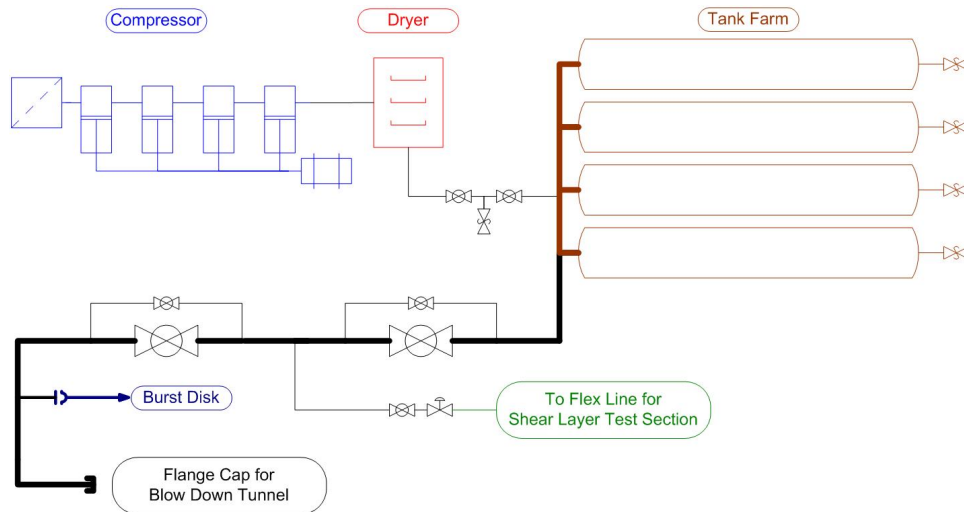 Compressor
Dryer
Tank Farm
Burst Disk
To Flex Line for
Shear Layer Test Section
Flange Cap for
Blow Down Tunnel